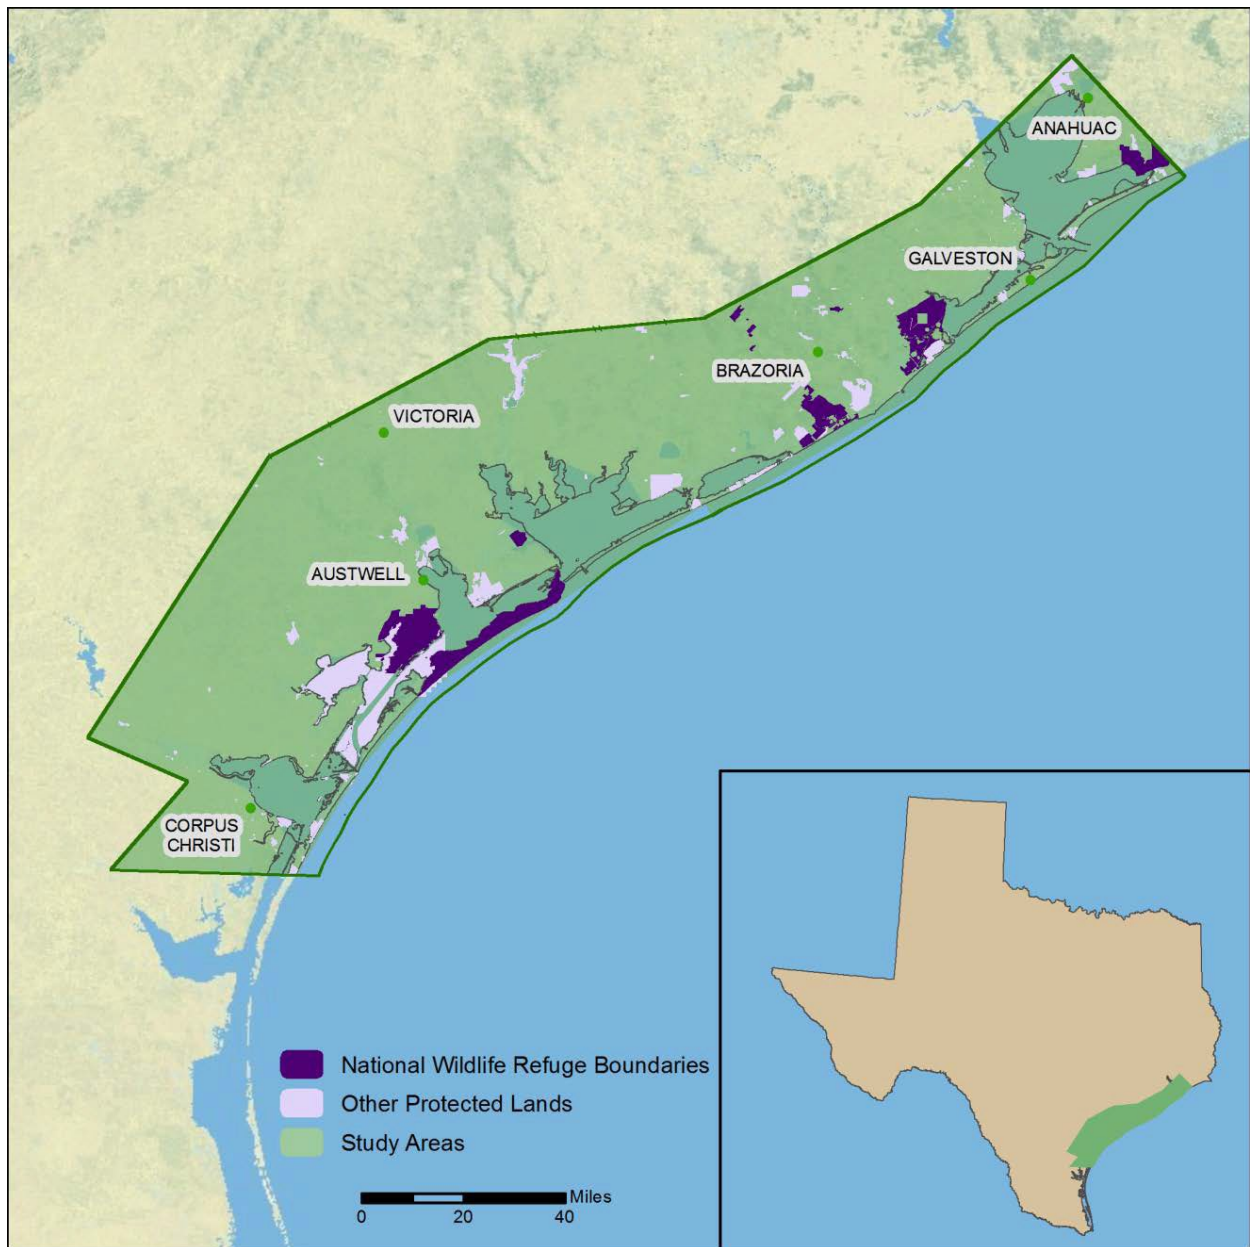 ANAHUAC
GALVESTON
BRAZORIA
VICTORIA
AUSTWELL
CORPUS
CHRISTI
National Wildlife Refuge Boundaries
Other Protected Lands
Study Areas
Miles
0 20 40